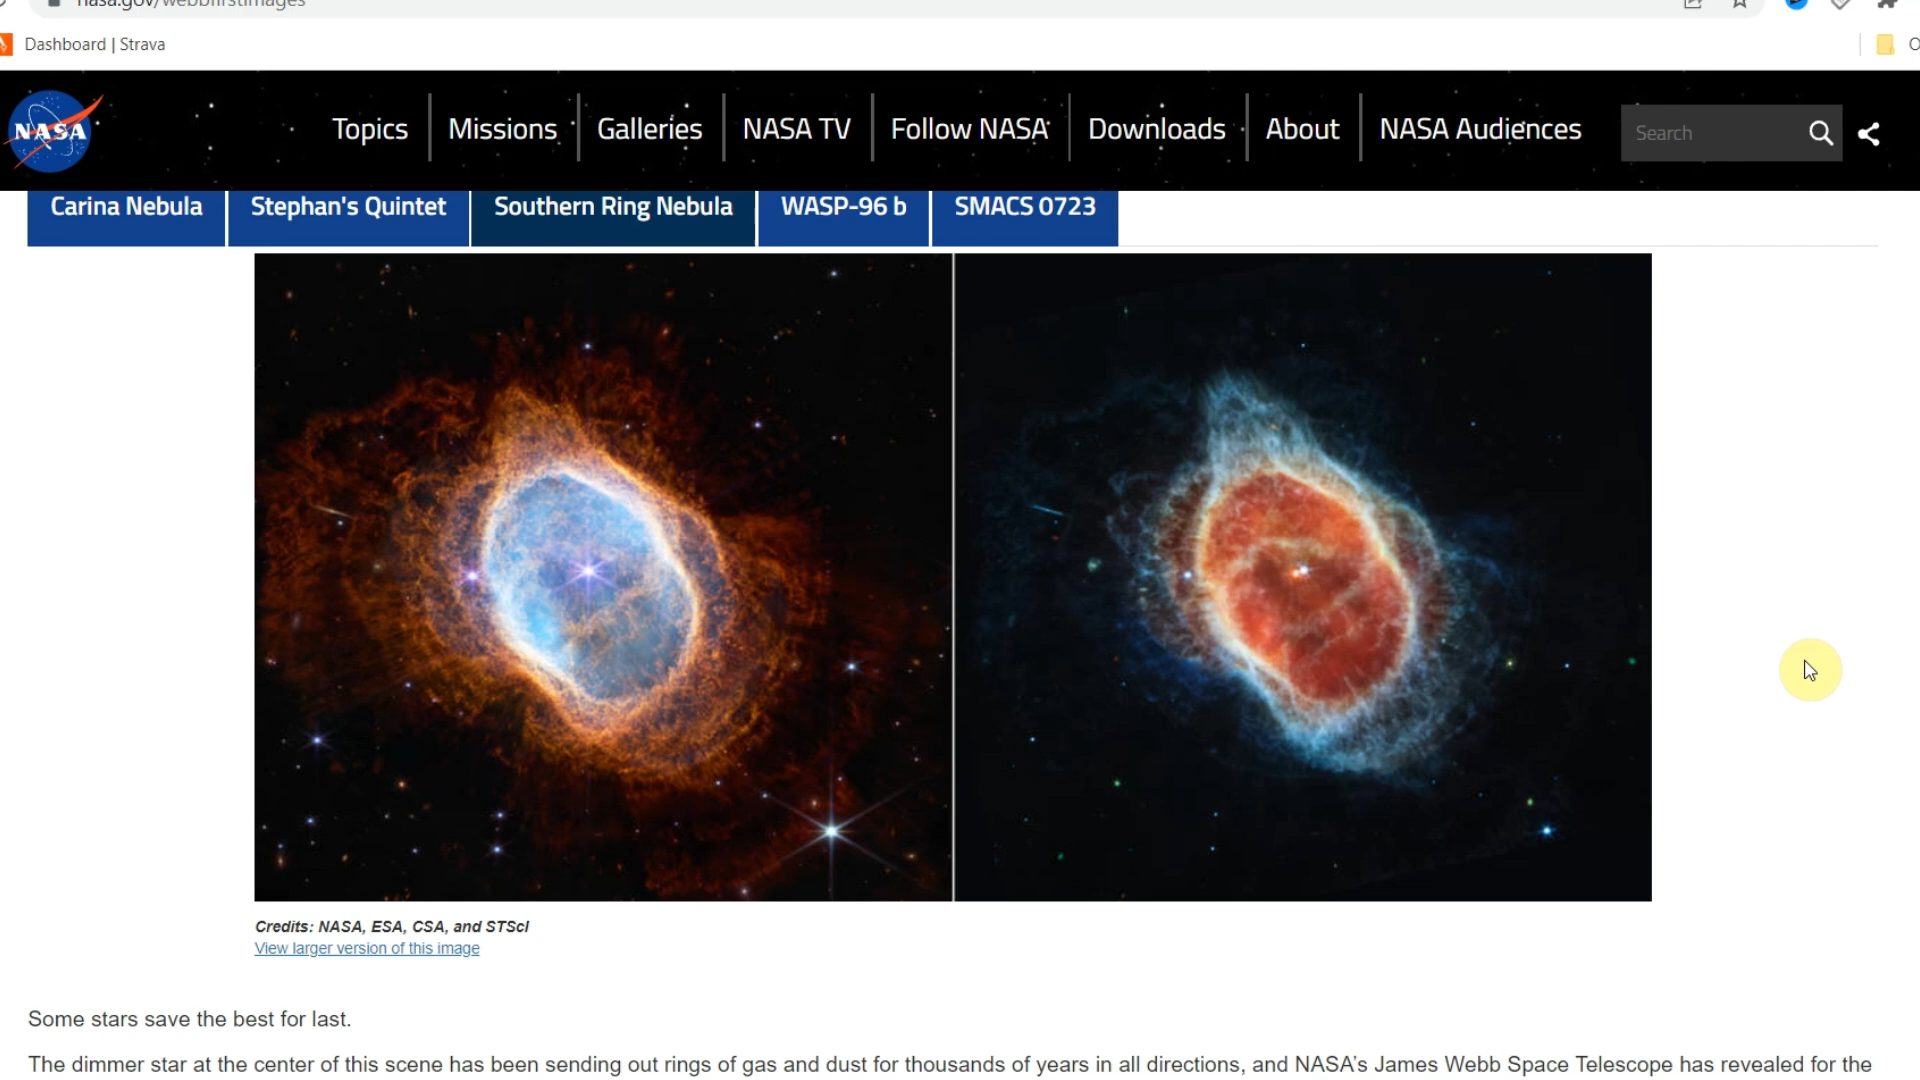 nasa.gov/webbfirstimages
Dashboard | Strava
NASA
Topics
Missions
Galleries
NASA TV
Follow NASA
Downloads
About
NASA Audiences
Search
Carina Nebula
Stephan's Quintet
Southern Ring Nebula
WASP-96 b
SMACS 0723
Credits: NASA, ESA, CSA, and STScI
View larger version of this image
Some stars save the best for last.
The dimmer star at the center of this scene has been sending out rings of gas and dust for thousands of years in all directions, and NASA’s James Webb Space Telescope has revealed for the